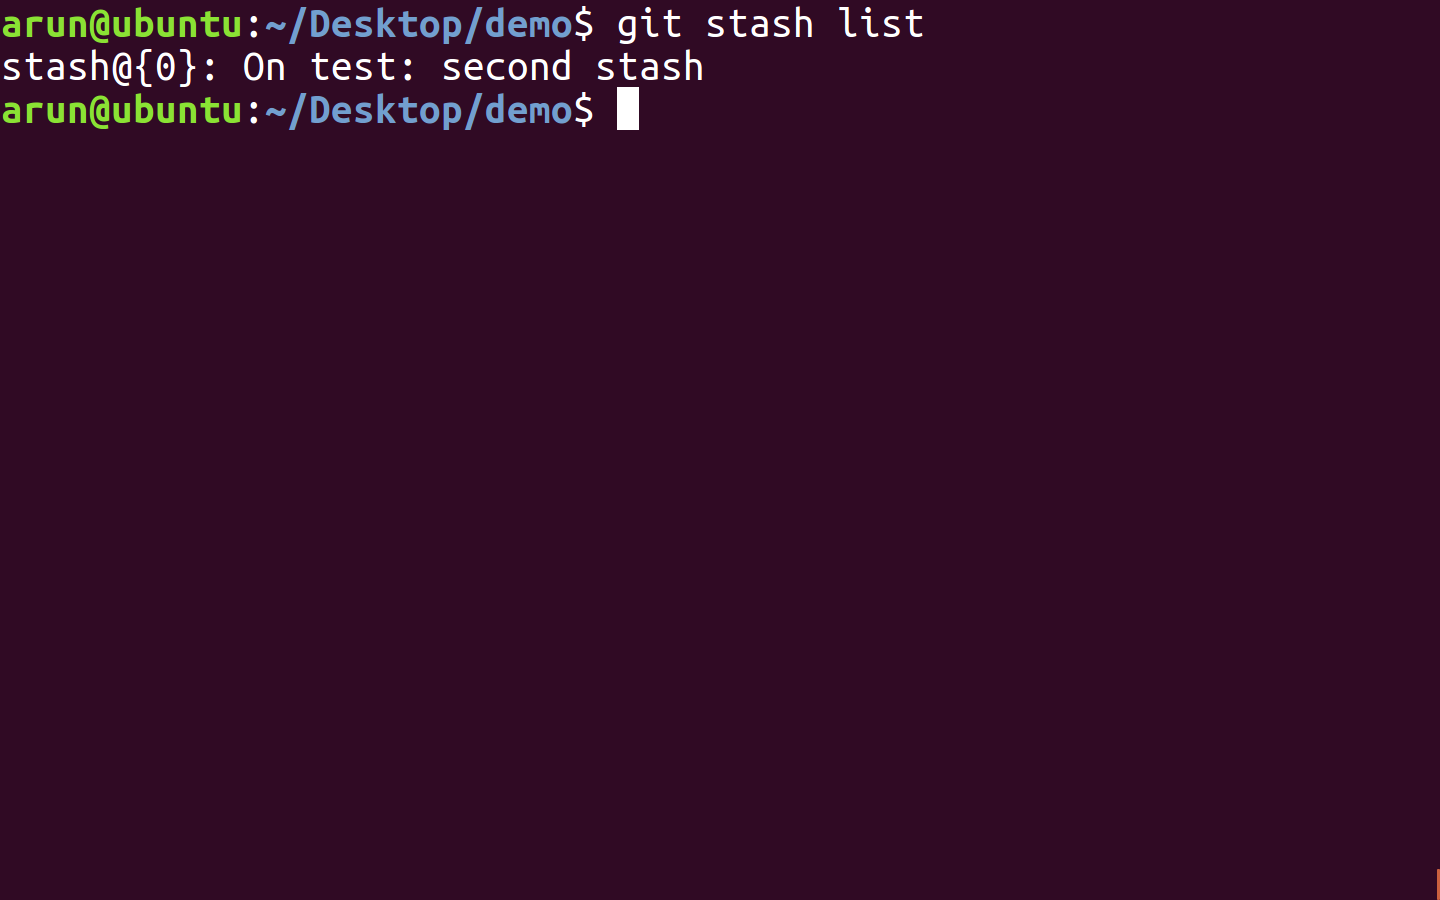 arun@ubuntu:~/Desktop/demo$ git stash list
stash@{0}: On test: second stash
arun@ubuntu:~/Desktop/demo$